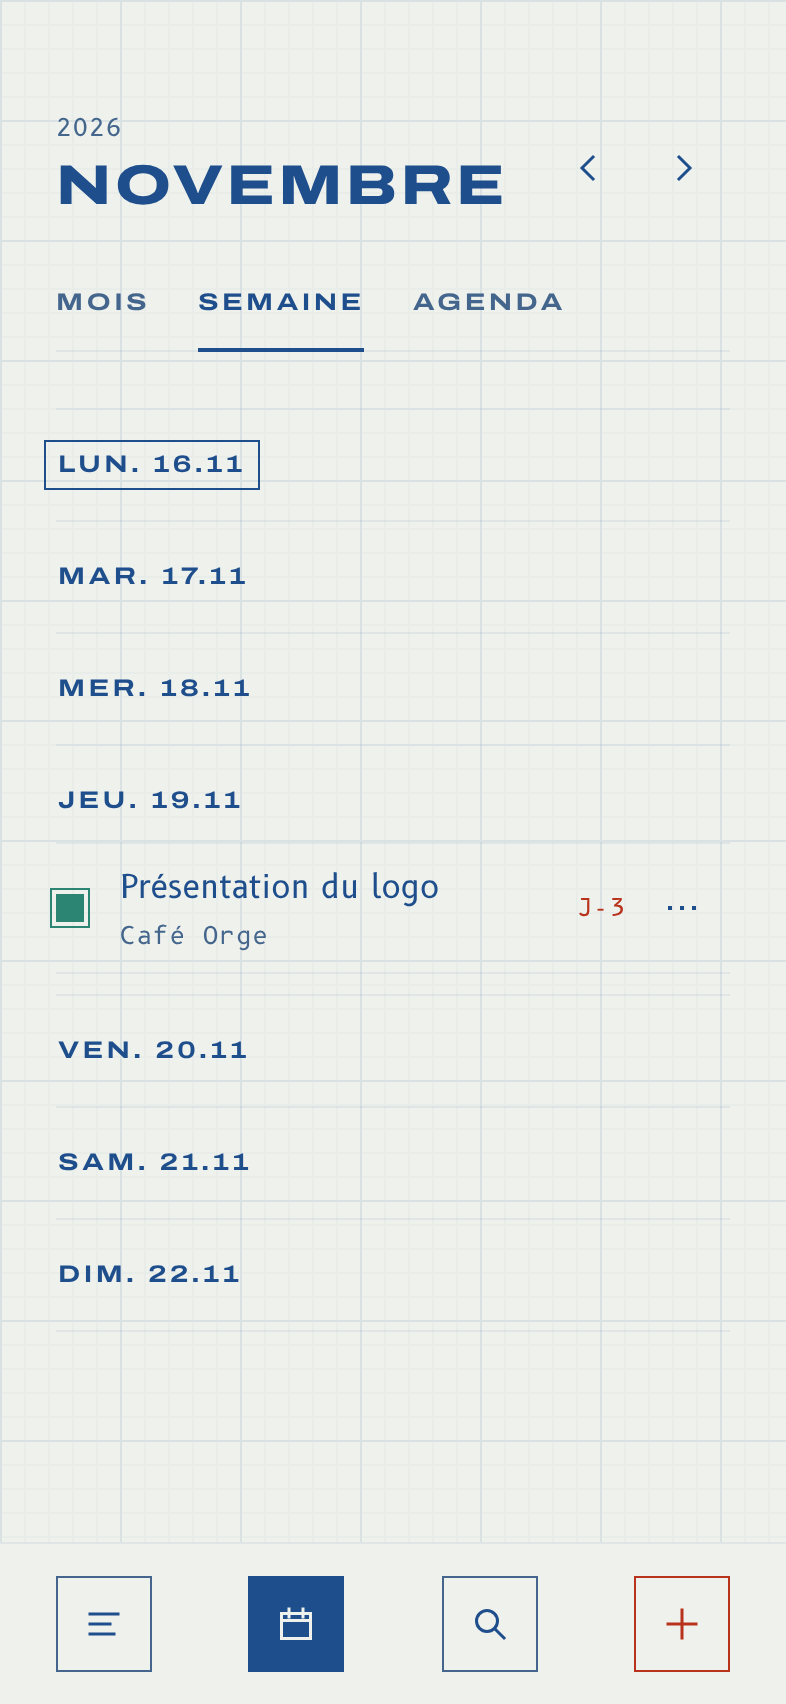 2026
NOVEMBRE
MOIS SEMAINE AGENDA
LUN. 16.11
MAR. 17.11
MER. 18.11
JEU. 19.11
Présentation du logo
Café Orge
J-3
VEN. 20.11
SAM. 21.11
DIM. 22.11